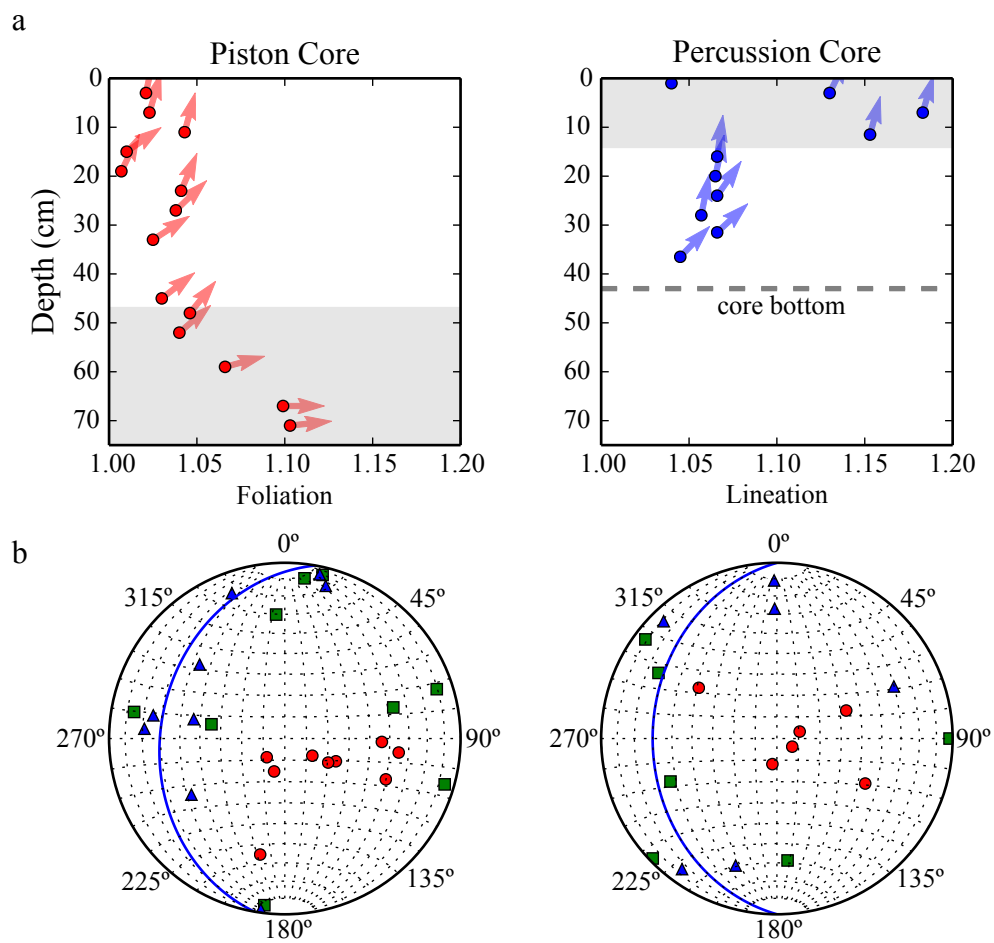 a
Piston Core
Percussion Core
0
10
20
30
40
50
60
70
Depth (cm)
1.00 1.05 1.10 1.15 1.20
Foliation
0
10
20
30
40
50
60
70
core bottom
1.00 1.05 1.10 1.15 1.20
Lineation
b
0º
315º 45º
270º 90º
225º 135º
180º
0º
315º 45º
270º 90º
225º 135º
180º